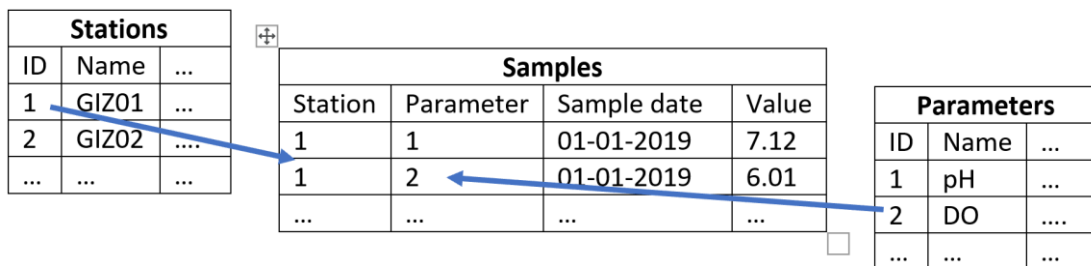 Stations
ID Name ...
1 GIZ01 ...
2 GIZ02 ....
... ... ...
Samples
Station Parameter Sample date Value
1 1 01-01-2019 7.12
1 2 01-01-2019 6.01
... ... ... ...
Parameters
ID Name ...
1 pH ...
2 DO ....
... ... ...